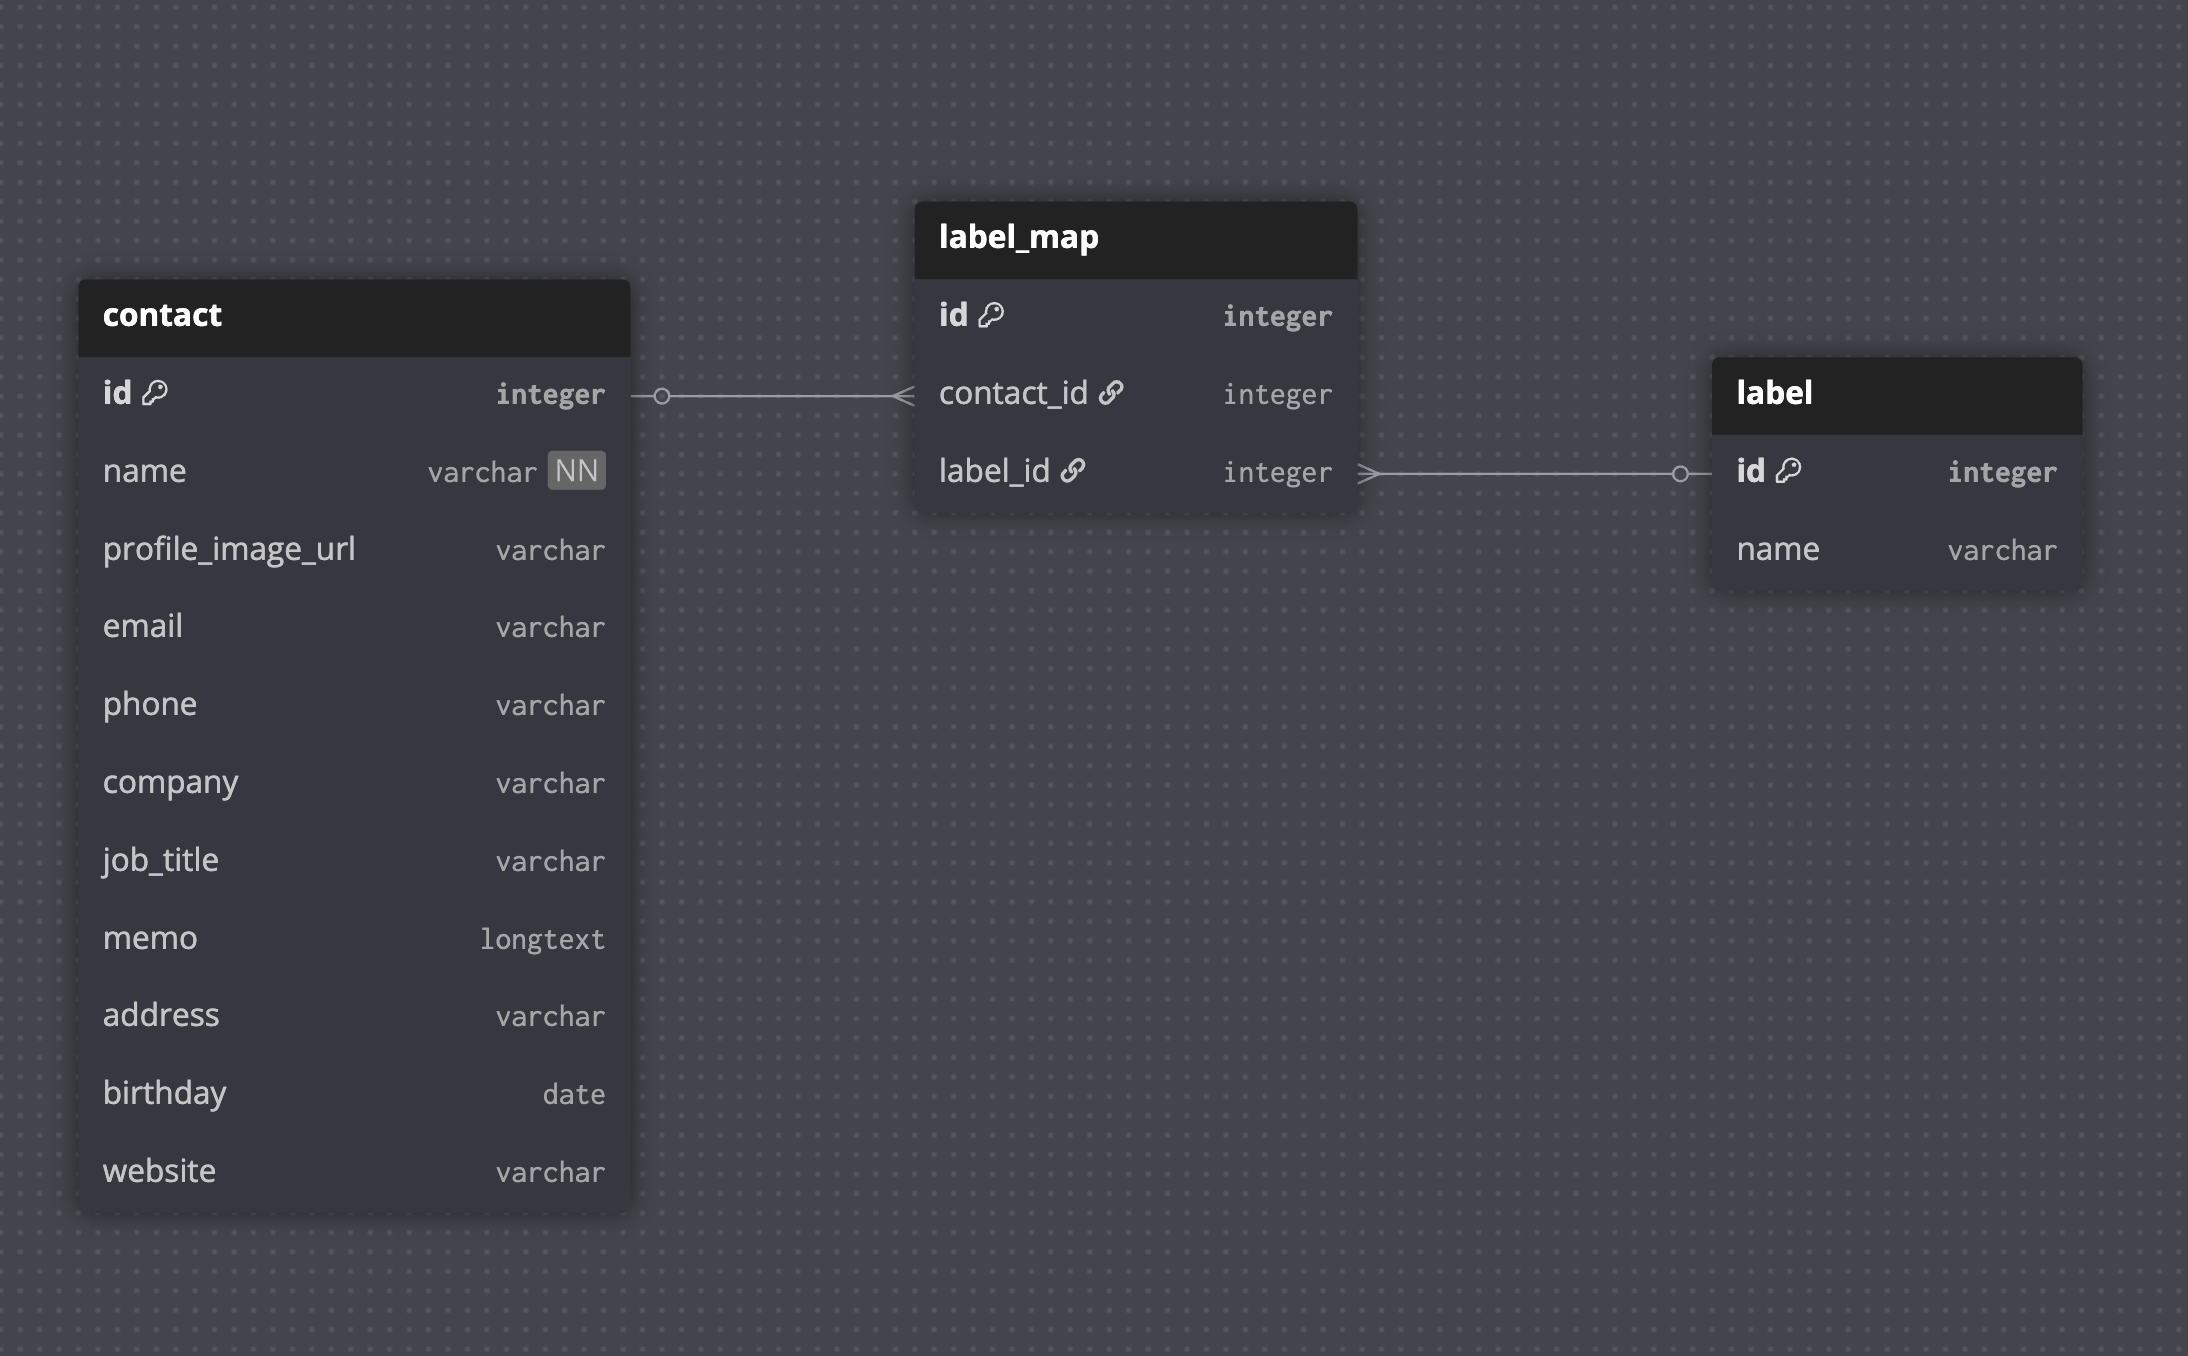 contact
id integer
name varchar NN
profile_image_url varchar
email varchar
phone varchar
company varchar
job_title varchar
memo longtext
address varchar
birthday date
website varchar
label_map
id integer
contact_id integer
label_id integer
label
id integer
name varchar